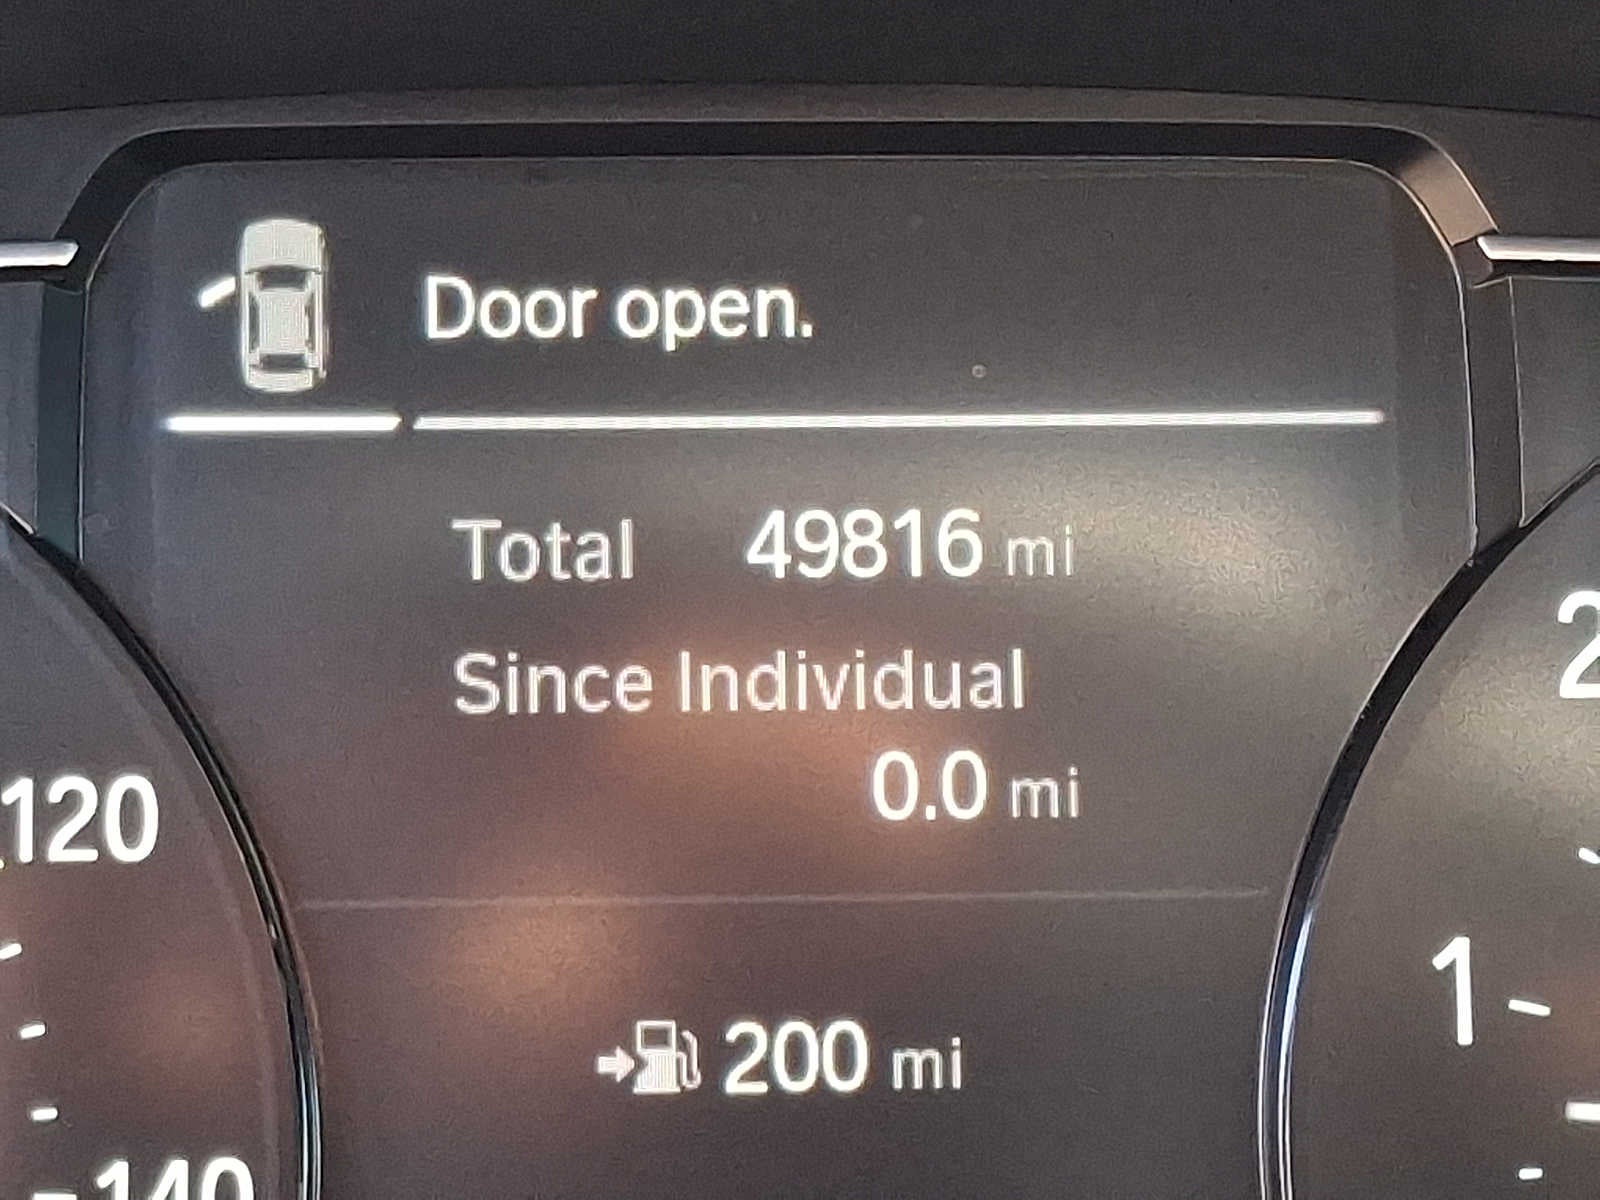 Door open.
Total 49816 mi
Since Individual
0.0 mi
200 mi
120
140
2
1